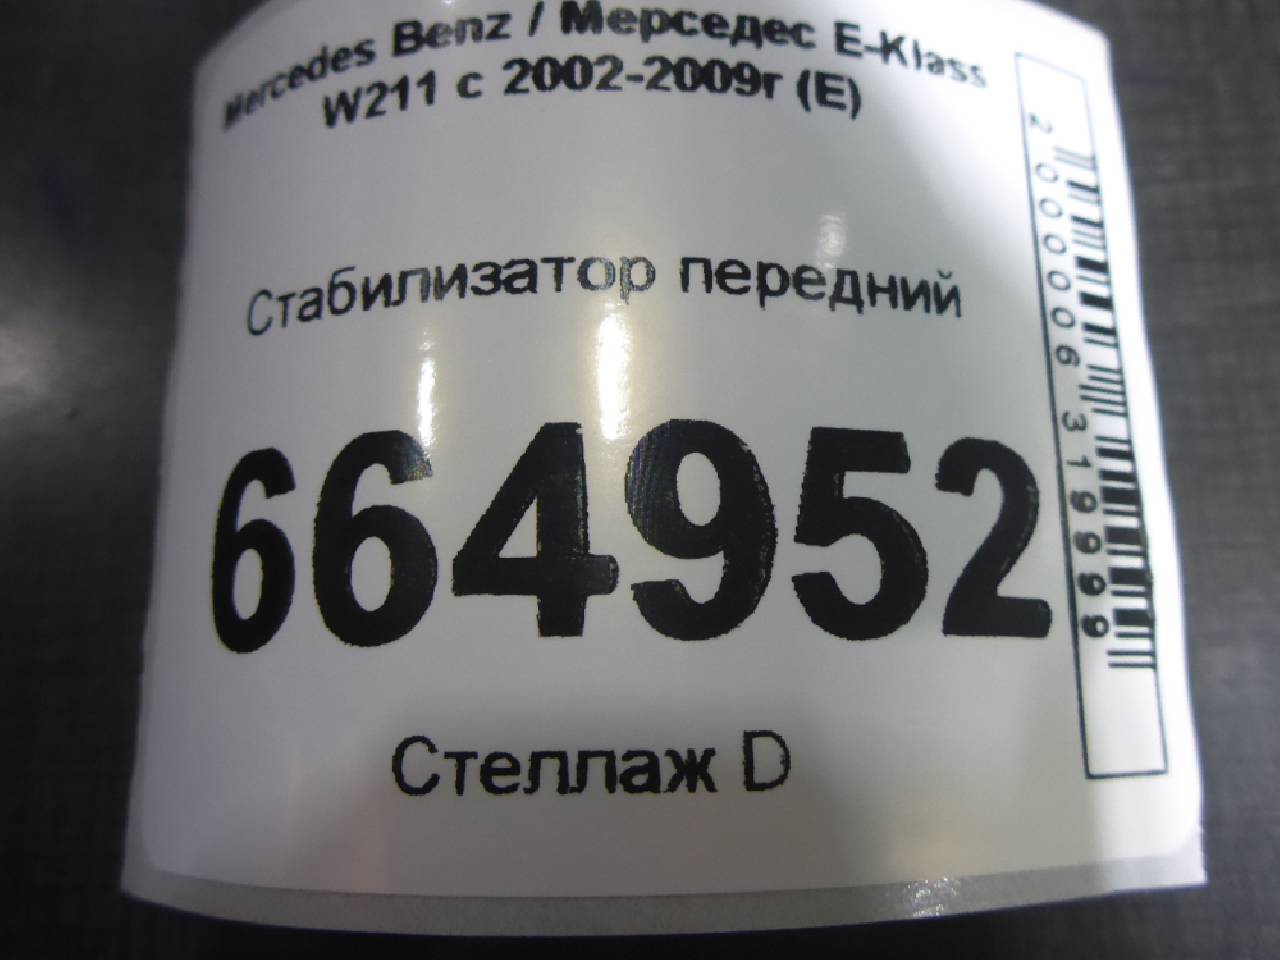 Mercedes Benz / Мерседес E-Klass
W211 с 2002-2009г (E)
Стабилизатор передний
664952
Стеллаж D
2000006319999